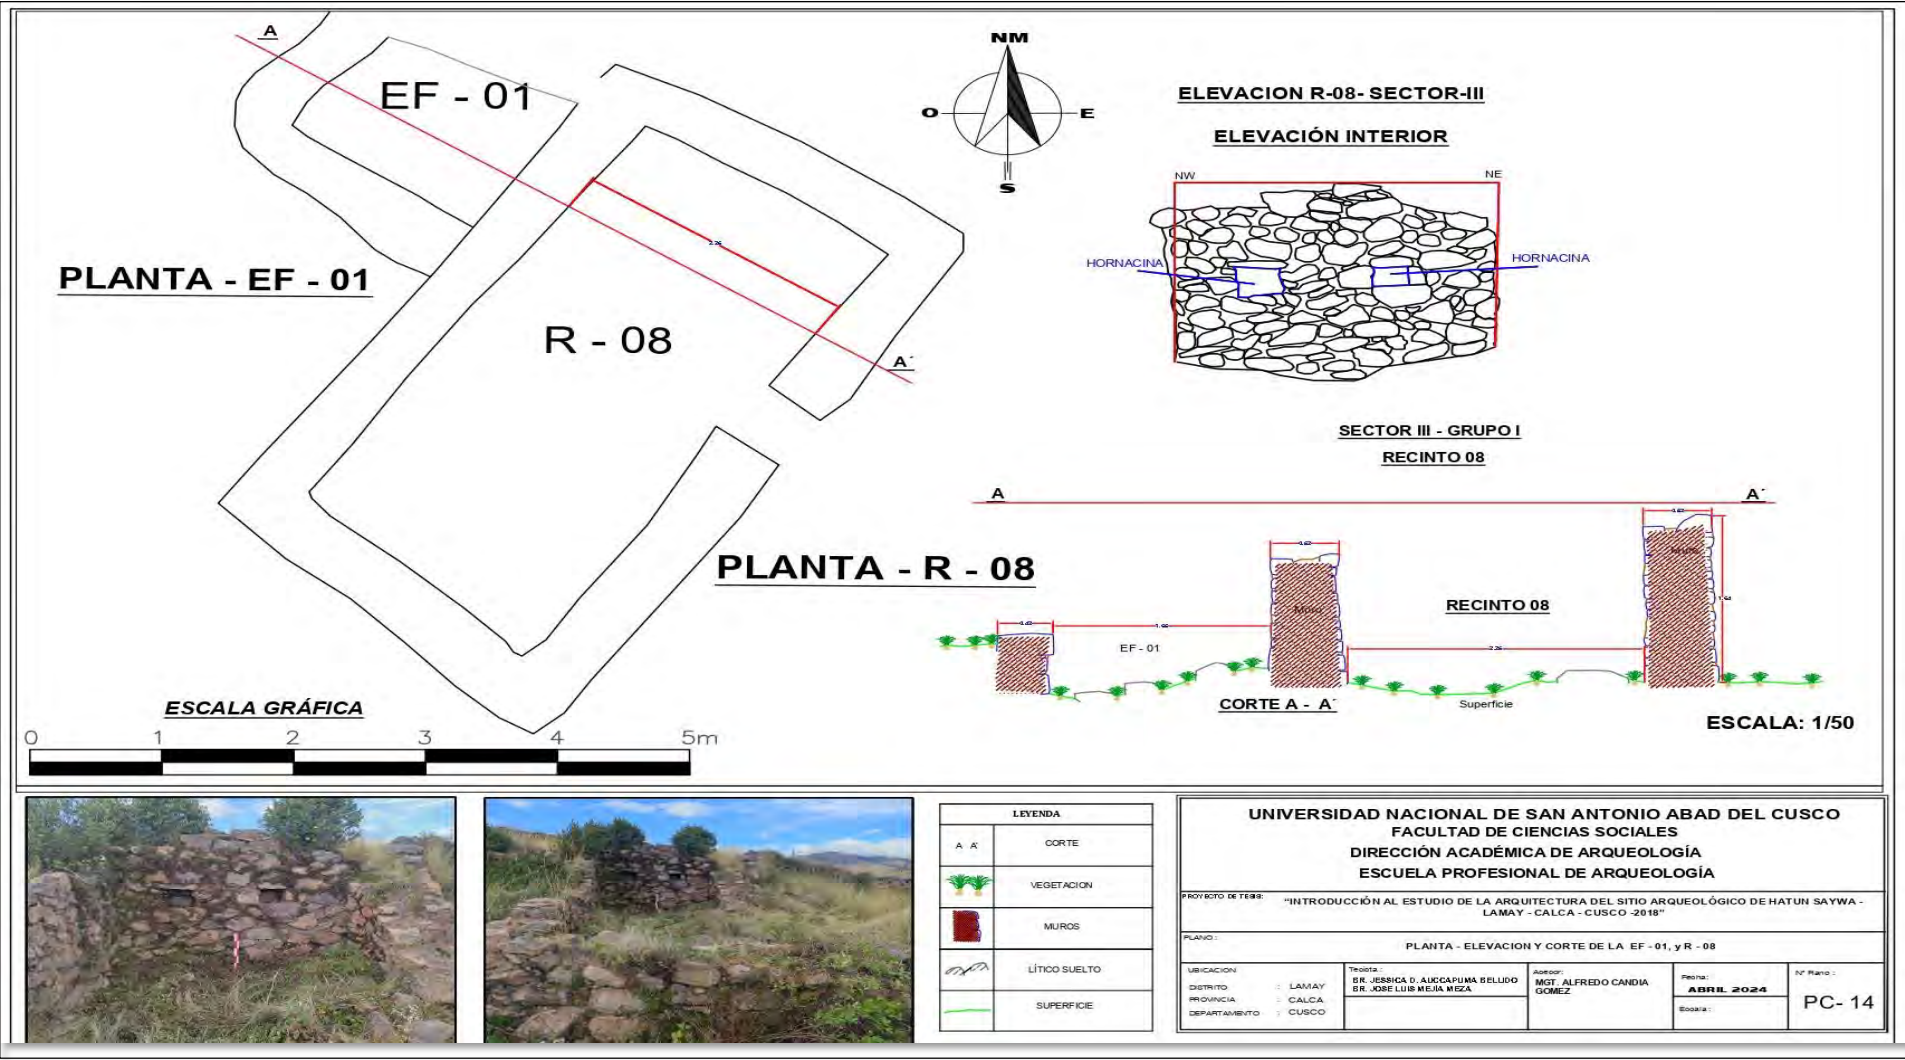 A
EF - 01
PLANTA - EF - 01
R - 08
A´
PLANTA - R - 08
NM
O
E
S
ELEVACION R-08- SECTOR-III
ELEVACIÓN INTERIOR
NW
NE
HORNACINA
HORNACINA
SECTOR III - GRUPO I
RECINTO 08
A
A´
Muro
Muro
RECINTO 08
EF - 01
CORTE A - A´
Superficie
ESCALA: 1/50
ESCALA GRÁFICA
0 1 2 3 4 5m
LEYENDA
A A' CORTE
VEGETACION
MUROS
LÍTICO SUELTO
SUPERFICIE
UNIVERSIDAD NACIONAL DE SAN ANTONIO ABAD DEL CUSCO
FACULTAD DE CIENCIAS SOCIALES
DIRECCIÓN ACADÉMICA DE ARQUEOLOGÍA
ESCUELA PROFESIONAL DE ARQUEOLOGÍA
PROYECTO DE TESIS: "INTRODUCCIÓN AL ESTUDIO DE LA ARQUITECTURA DEL SITIO ARQUEOLÓGICO DE HATUN SAYWA -
LAMAY - CALCA - CUSCO -2018"
PLANO :
PLANTA - ELEVACION Y CORTE DE LA EF - 01, y R - 08
UBICACION
DISTRITO : LAMAY
PROVINCIA : CALCA
DEPARTAMENTO : CUSCO
Tesista :
BR. JESSICA D. AUCCAPUMA BELLIDO
BR. JOSE LUIS MEJÍA MEZA
Asesor:
MGT. ALFREDO CANDIA
GOMEZ
Fecha:
ABRIL 2024
Escala :
N° Plano :
PC- 14